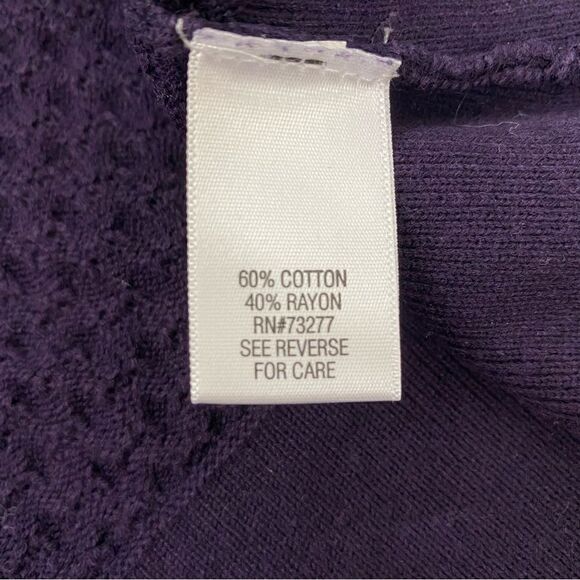 60% COTTON
40% RAYON
RN#73277
SEE REVERSE
FOR CARE